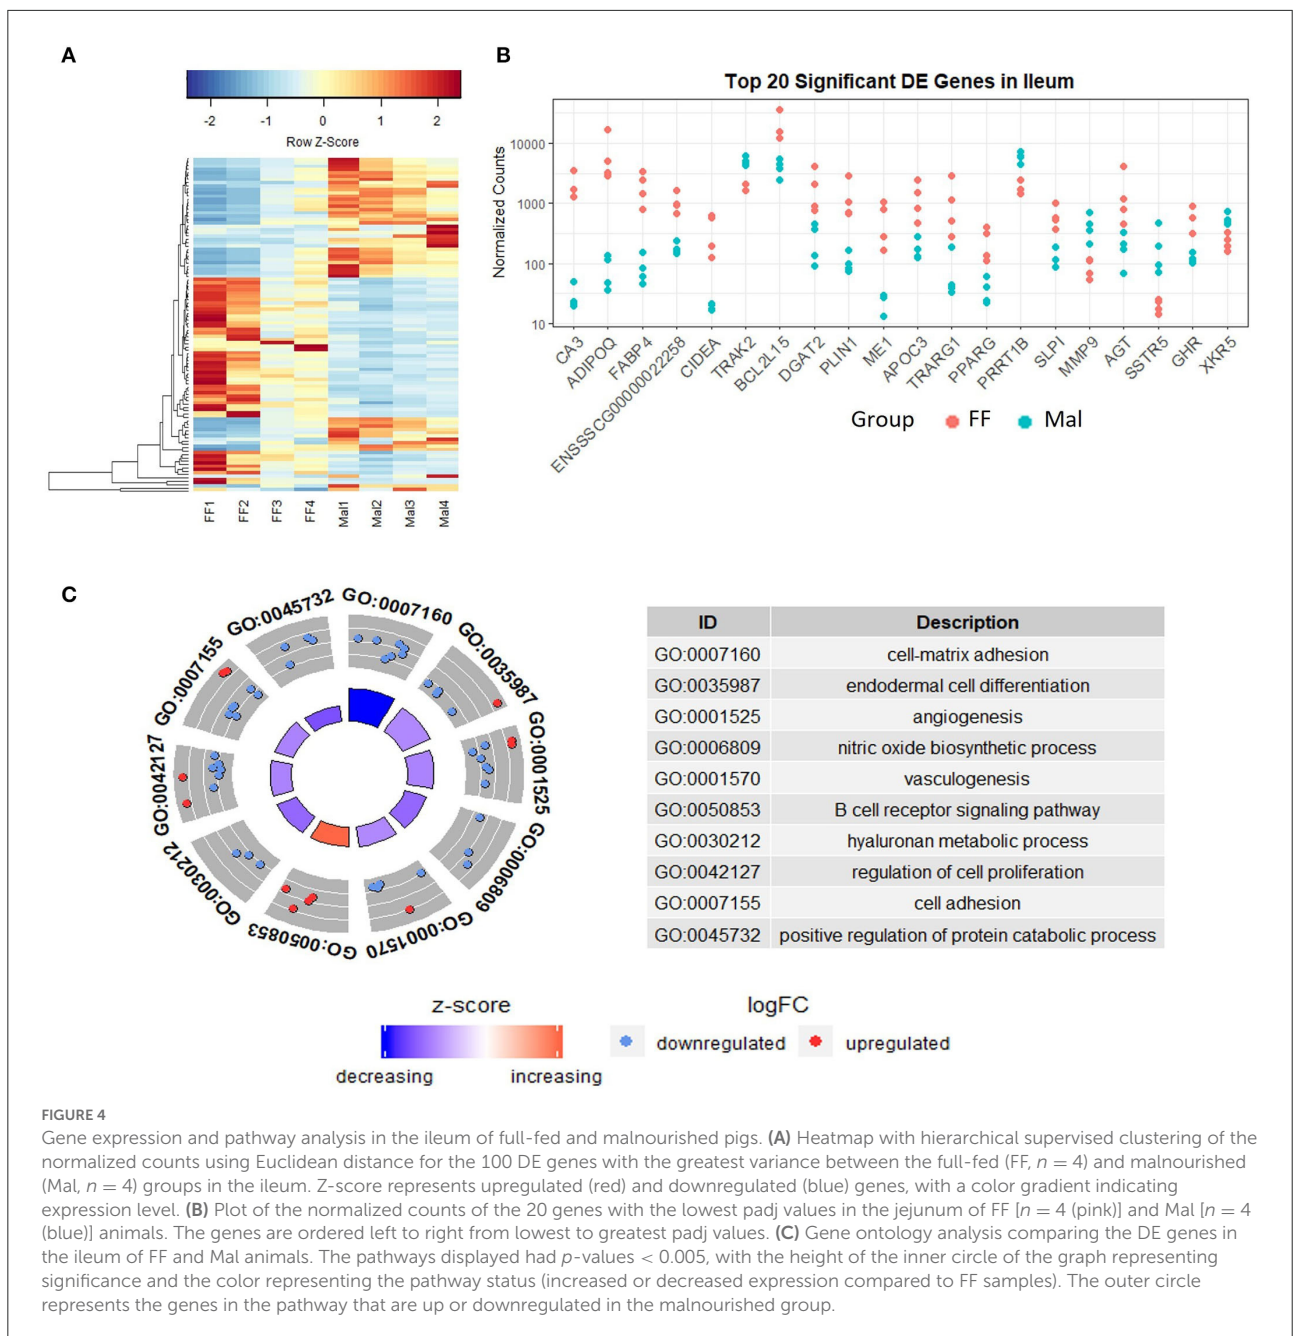 A
-2 -1 0 1 2
Row Z-Score
FF1 FF2 FF3 FF4 Mal1 Mal2 Mal3 Mal4
B
Top 20 Significant DE Genes in Ileum
Normalized Counts
10000
1000
100
10
CA3 ADIPOQ FABP4 ENSSSCG00000022258 CIDEA TRAK2 BCL2L15 DGAT2 PLIN1 ME1 APOC3 TRARG1 PPARG PRRT1B SLPI MMP9 AGT SSTR5 GHR XKR5
Group FF Mal
C
GO:0007160
GO:0035987
GO:0001525
GO:0006809
GO:0001570
GO:0050853
GO:0030212
GO:0042127
GO:0007155
GO:0045732
ID Description
GO:0007160 cell-matrix adhesion
GO:0035987 endodermal cell differentiation
GO:0001525 angiogenesis
GO:0006809 nitric oxide biosynthetic process
GO:0001570 vasculogenesis
GO:0050853 B cell receptor signaling pathway
GO:0030212 hyaluronan metabolic process
GO:0042127 regulation of cell proliferation
GO:0007155 cell adhesion
GO:0045732 positive regulation of protein catabolic process
z-score logFC
downregulated upregulated
decreasing increasing
FIGURE 4
Gene expression and pathway analysis in the ileum of full-fed and malnourished pigs. (A) Heatmap with hierarchical supervised clustering of the
normalized counts using Euclidean distance for the 100 DE genes with the greatest variance between the full-fed (FF, n = 4) and malnourished
(Mal, n = 4) groups in the ileum. Z-score represents upregulated (red) and downregulated (blue) genes, with a color gradient indicating
expression level. (B) Plot of the normalized counts of the 20 genes with the lowest padj values in the jejunum of FF [n = 4 (pink)] and Mal [n = 4
(blue)] animals. The genes are ordered left to right from lowest to greatest padj values. (C) Gene ontology analysis comparing the DE genes in
the ileum of FF and Mal animals. The pathways displayed had p-values < 0.005, with the height of the inner circle of the graph representing
significance and the color representing the pathway status (increased or decreased expression compared to FF samples). The outer circle
represents the genes in the pathway that are up or downregulated in the malnourished group.